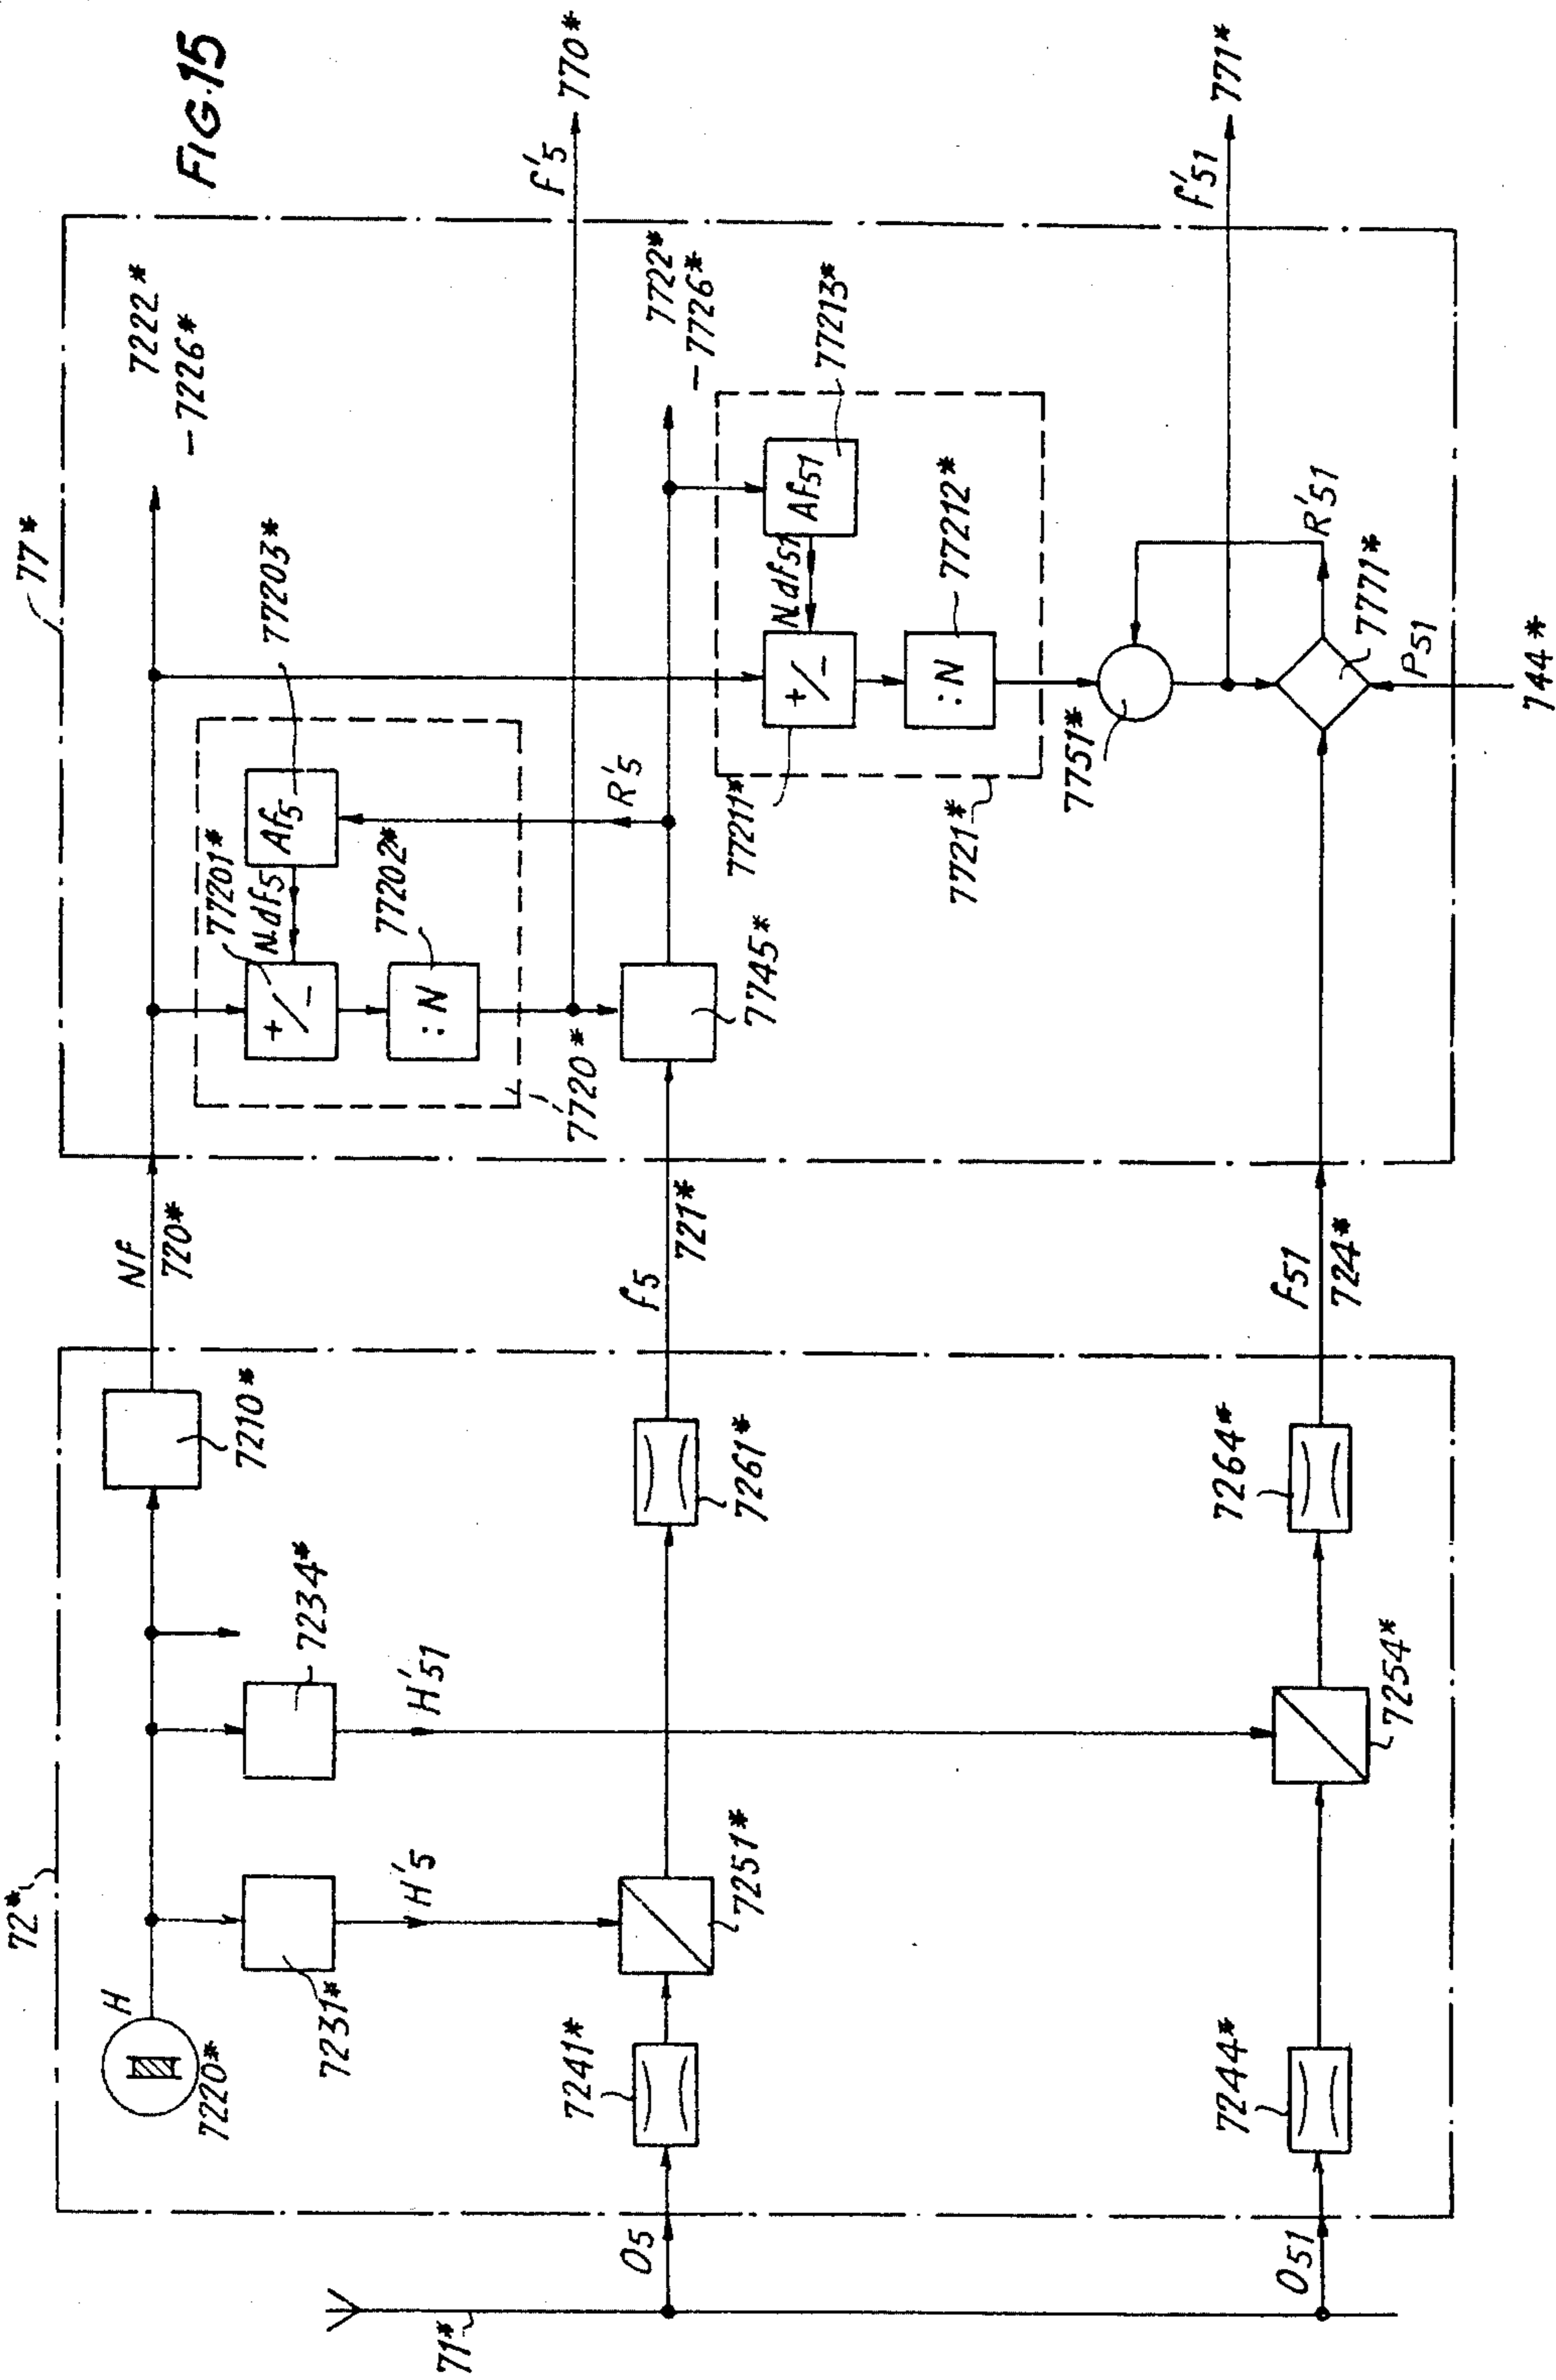 FIG.15
77*
7222*
-7226*
77203*
77201*
Af5
N.df5
+/-
:N
77202*
7720*
f'5
770*
R'5
7722*
-7726*
7745*
77213*
Af51
N.df51
+/-
:N
77212*
77211*
7721*
7751*
f'51
771*
R'51
7771*
P51
744*
NF
720*
f5
721*
f51
724*
72*
H
7220*
7210*
7231*
7234*
H'5
H'51
7241*
7251*
7261*
7244*
7254*
7264*
O5
O51
71*